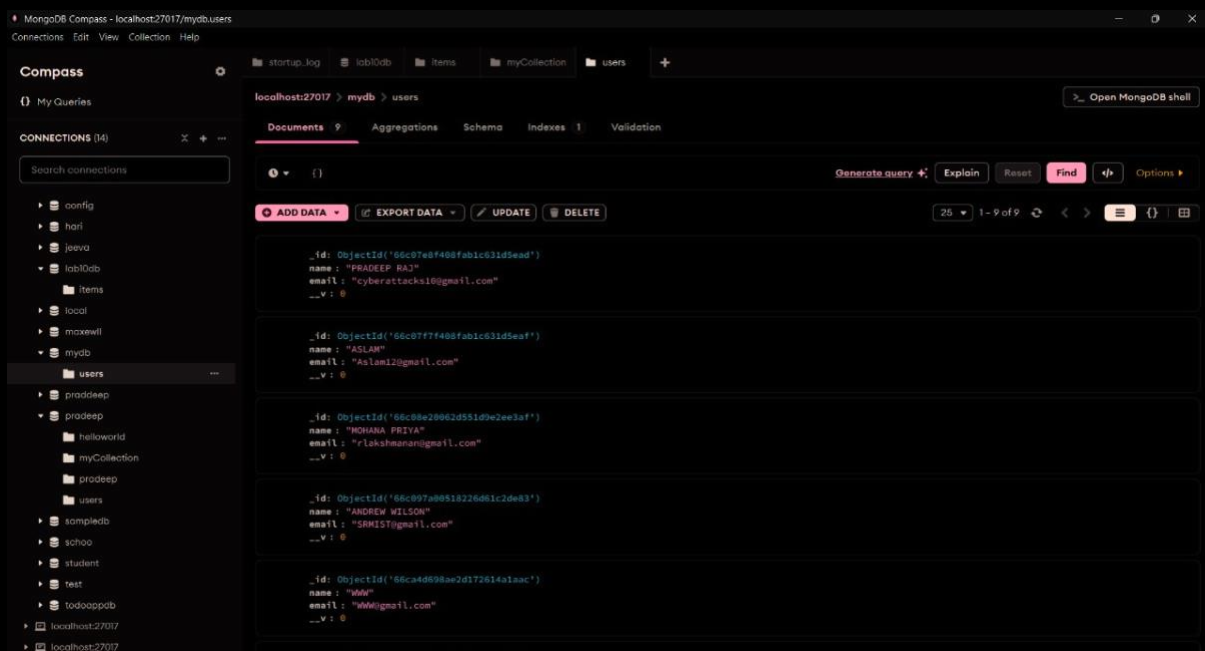 MongoDB Compass - localhost:27017/mydb.users
Connections Edit View Collection Help
Compass
{} My Queries
CONNECTIONS (14)
Search connections
config
hari
jeeva
lab10db
items
local
maxewll
mydb
users
praddeep
pradeep
helloworld
myCollection
pradeep
users
sampledb
schoo
student
test
todoappdb
localhost:27017
localhost:27017
startup_log lab10db items myCollection users
localhost:27017 > mydb > users
>_ Open MongoDB shell
Documents 9 Aggregations Schema Indexes 1 Validation
{} Generate query Explain Reset Find </> Options
ADD DATA EXPORT DATA UPDATE DELETE 25 1 - 9 of 9 {}
_id: ObjectId('66c07e8f408fab1c631d5ead')
name : "PRADEEP RAJ"
email : "cyberattacks10@gmail.com"
__v : 0
_id: ObjectId('66c07f7f408fab1c631d5eaf')
name : "ASLAM"
email : "Aslam12@gmail.com"
__v : 0
_id: ObjectId('66c08e20062d551d9e2ee3af')
name : "MOHANA PRIYA"
email : "rlakshmanan@gmail.com"
__v : 0
_id: ObjectId('66c097a00518226d61c2de83')
name : "ANDREW WILSON"
email : "SRMIST@gmail.com"
__v : 0
_id: ObjectId('66ca4d698ae2d172614a1aac')
name : "WWW"
email : "WWW@gmail.com"
__v : 0